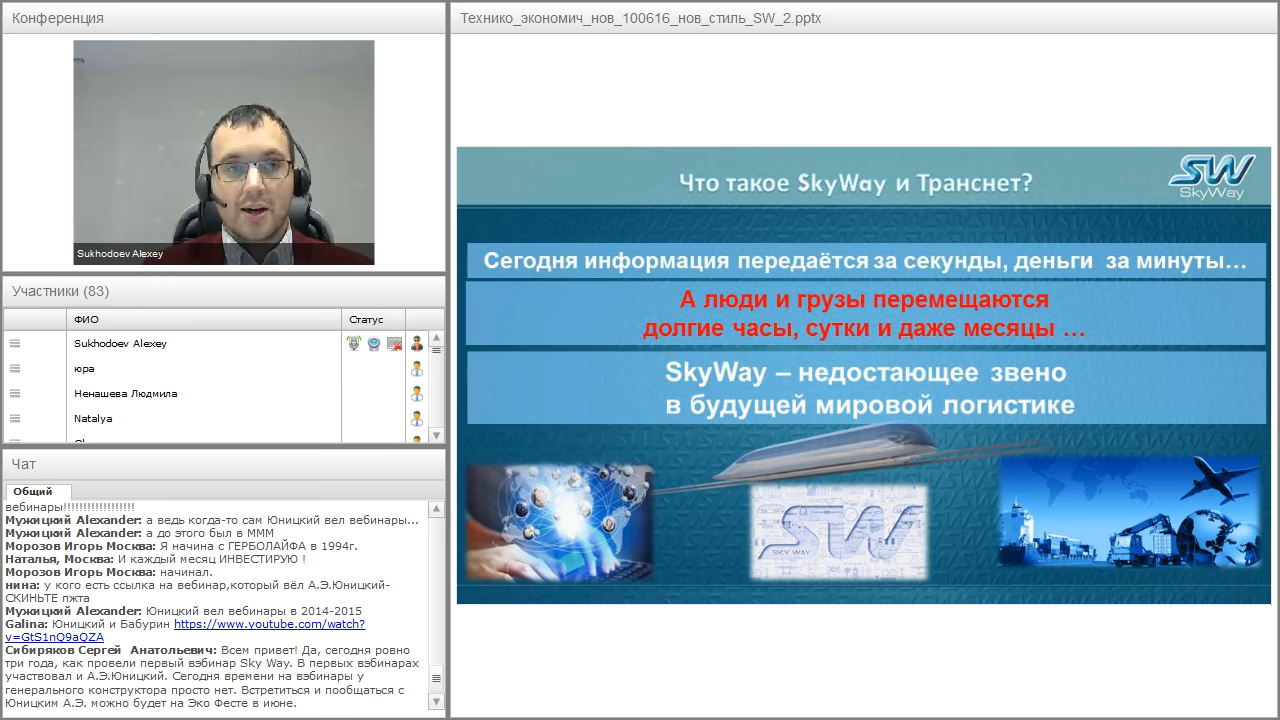 Конференция
Sukhodoev Alexey
Участники (83)
ФИО
Статус
Sukhodoev Alexey
юра
Ненашева Людмила
Natalya
Чат
Общий
вебинары!!!!!!!!!!!!!!!!!!
Мужицкий Alexander: а ведь когда-то сам Юницкий вел вебинары...
Мужицкий Alexander: а до этого был в МММ
Морозов Игорь Москва: Я начина с ГЕРБОЛАЙФА в 1994г.
Наталья, Москва: И каждый месяц ИНВЕСТИРУЮ !
Морозов Игорь Москва: начинал.
нина: у кого есть ссылка на вебинар,который вёл А.Э.Юницкий-
СКИНЬТЕ пжта
Мужицкий Alexander: Юницкий вел вебинары в 2014-2015
Galina: Юницкий и Бабурин https://www.youtube.com/watch?
v=GtS1nQ9aQZA
Сибиряков Сергей  Анатольевич: Всем привет! Да, сегодня ровно
три года, как провели первый вэбинар Sky Way. В первых вэбинарах
участвовал и А.Э.Юницкий. Сегодня времени на вэбинары у
генерального конструктора просто нет. Встретиться и пообщаться с
Юницким А.Э. можно будет на Эко Фесте в июне.
Технико_экономич_нов_100616_нов_стиль_SW_2.pptx
Что такое SkyWay и Транснет?
SW
SkyWay
Сегодня информация передаётся за секунды, деньги  за минуты…
А люди и грузы перемещаются
долгие часы, сутки и даже месяцы …
SkyWay – недостающее звено
в будущей мировой логистике
SW
SKY WAY